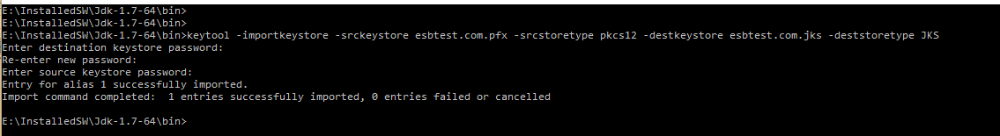 E:\InstalledSW\Jdk-1.7-64\bin>
E:\InstalledSW\Jdk-1.7-64\bin>
E:\InstalledSW\Jdk-1.7-64\bin>keytool -importkeystore -srckeystore esbtest.com.pfx -srcstoretype pkcs12 -destkeystore esbtest.com.jks -deststoretype JKS
Enter destination keystore password:
Re-enter new password:
Enter source keystore password:
Entry for alias 1 successfully imported.
Import command completed:  1 entries successfully imported, 0 entries failed or cancelled
E:\InstalledSW\Jdk-1.7-64\bin>